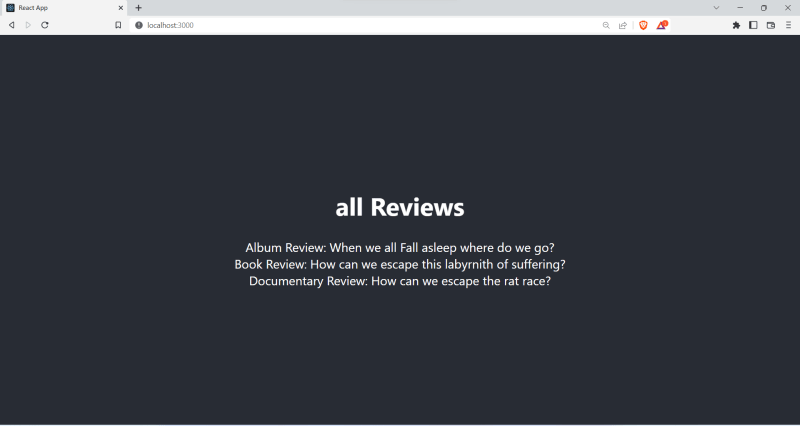 React App
localhost:3000
all Reviews
Album Review: When we all Fall asleep where do we go?
Book Review: How can we escape this labyrnith of suffering?
Documentary Review: How can we escape the rat race?